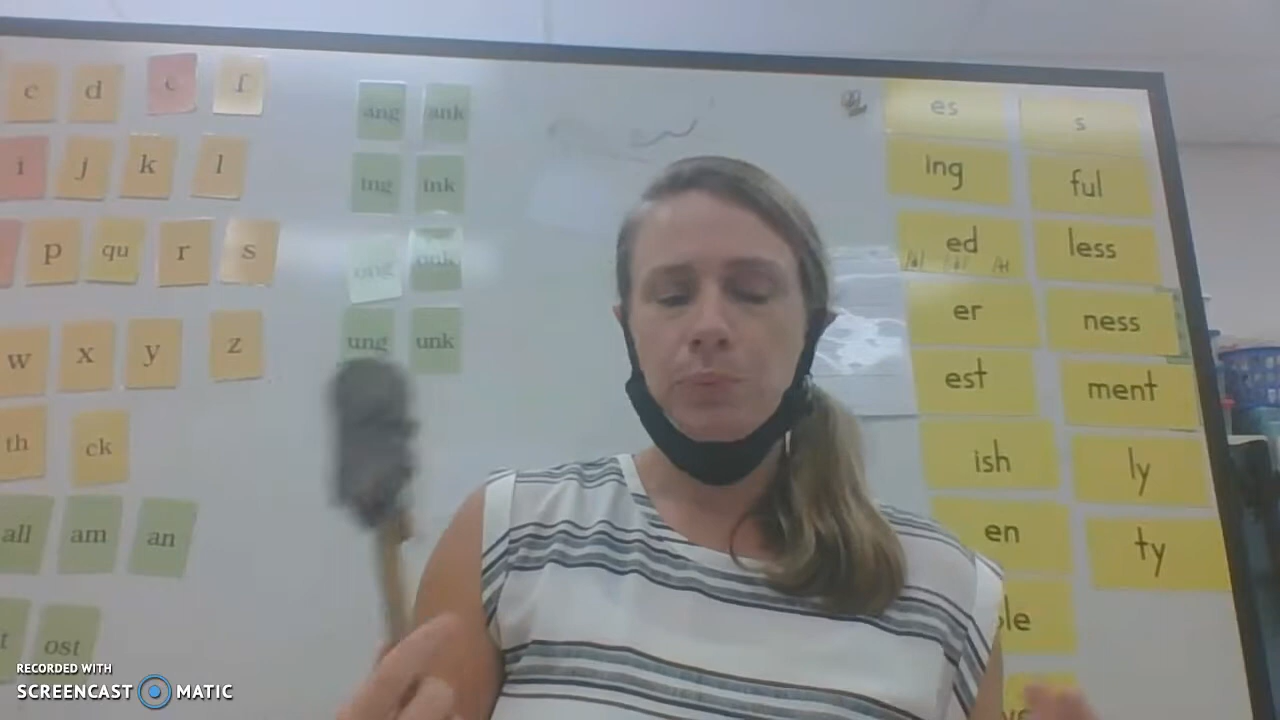 c d e f
i j k l
p qu r s
w x y z
th ck
all am an
ost
ang ank
ing ink
ong onk
ung unk
es s
ing ful
ed less
/d/ /t/
er ness
est ment
ish ly
en ty
RECORDED WITH
SCREENCAST MATIC